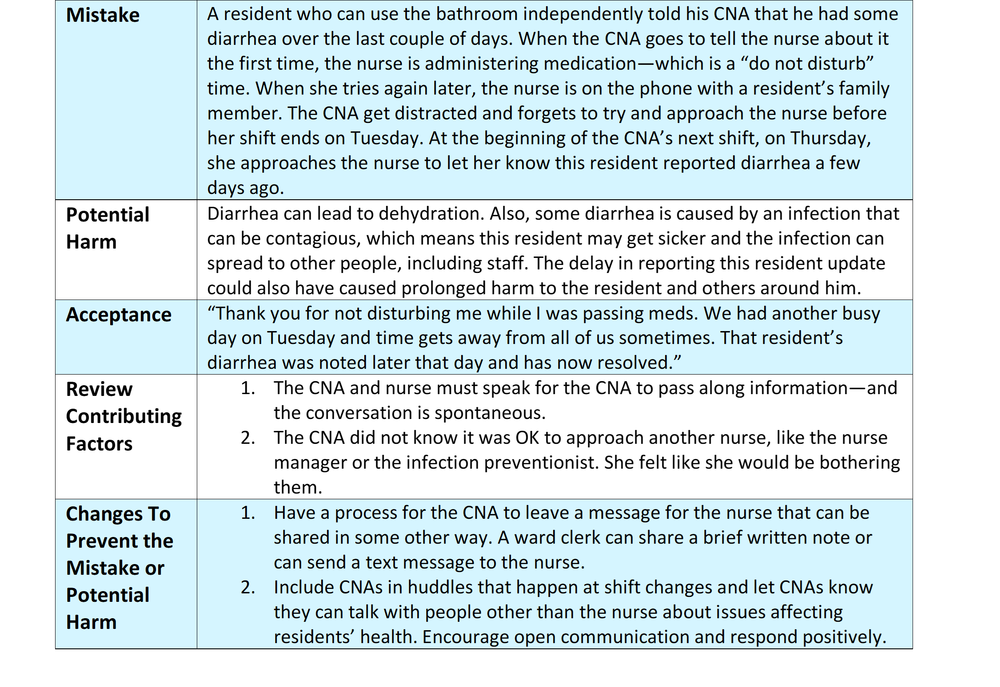 Mistake
A resident who can use the bathroom independently told his CNA that he had some
diarrhea over the last couple of days. When the CNA goes to tell the nurse about it
the first time, the nurse is administering medication—which is a “do not disturb”
time. When she tries again later, the nurse is on the phone with a resident’s family
member. The CNA get distracted and forgets to try and approach the nurse before
her shift ends on Tuesday. At the beginning of the CNA’s next shift, on Thursday,
she approaches the nurse to let her know this resident reported diarrhea a few
days ago.
Potential
Harm
Diarrhea can lead to dehydration. Also, some diarrhea is caused by an infection that
can be contagious, which means this resident may get sicker and the infection can
spread to other people, including staff. The delay in reporting this resident update
could also have caused prolonged harm to the resident and others around him.
Acceptance
“Thank you for not disturbing me while I was passing meds. We had another busy
day on Tuesday and time gets away from all of us sometimes. That resident’s
diarrhea was noted later that day and has now resolved.”
Review
Contributing
Factors
1. The CNA and nurse must speak for the CNA to pass along information—and
the conversation is spontaneous.
2. The CNA did not know it was OK to approach another nurse, like the nurse
manager or the infection preventionist. She felt like she would be bothering
them.
Changes To
Prevent the
Mistake or
Potential
Harm
1. Have a process for the CNA to leave a message for the nurse that can be
shared in some other way. A ward clerk can share a brief written note or
can send a text message to the nurse.
2. Include CNAs in huddles that happen at shift changes and let CNAs know
they can talk with people other than the nurse about issues affecting
residents’ health. Encourage open communication and respond positively.